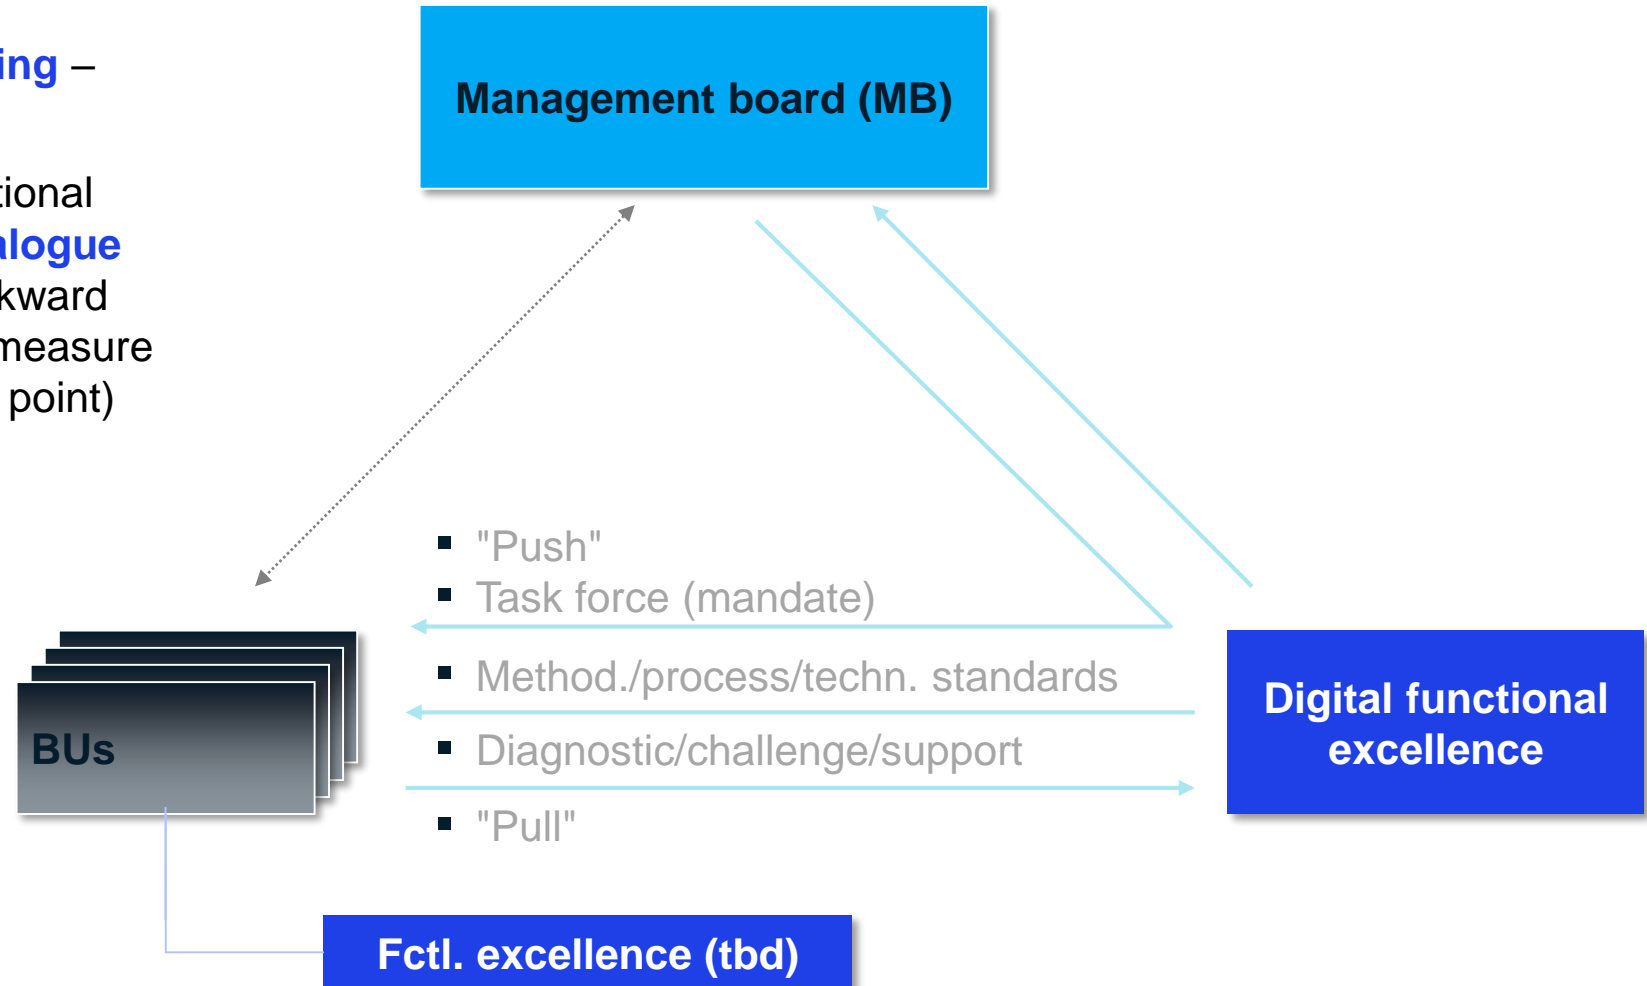 ing –
tional
alogue
kward
measure
point)
Management board (MB)
"Push"
Task force (mandate)
Method./process/techn. standards
Diagnostic/challenge/support
"Pull"
BUs
Digital functional
excellence
Fctl. excellence (tbd)